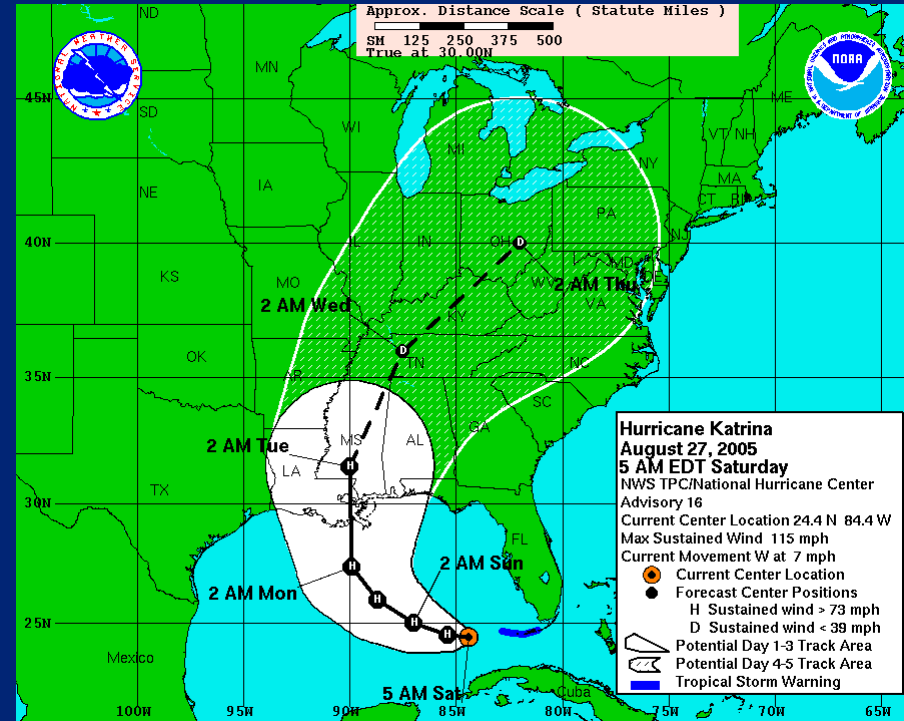 Approx. Distance Scale ( Statute Miles )
SM 125 250 375 500
True at 30.00N
NATIONAL WEATHER SERVICE
NOAA
ND
MN
SD
WI
ME
45N
VT NH
MI
NY
MA
CT RI
NE
IA
PA
NJ
40N
IL
IN
OH
D
MD
DE
KS
MO
WV
2 AM Thu
VA
2 AM Wed
KY
D
TN
OK
NC
35N
AR
SC
2 AM Tue
MS
AL
GA
H
LA
TX
30N
FL
2 AM Sun
H
2 AM Mon
H
H
H
25N
Mexico
5 AM Sat
Cuba
100W 95W 90W 85W 80W 75W 70W 65W
Hurricane Katrina
August 27, 2005
5 AM EDT Saturday
NWS TPC/National Hurricane Center
Advisory 16
Current Center Location 24.4 N 84.4 W
Max Sustained Wind 115 mph
Current Movement W at 7 mph
Current Center Location
Forecast Center Positions
H Sustained wind > 73 mph
D Sustained wind < 39 mph
Potential Day 1-3 Track Area
Potential Day 4-5 Track Area
Tropical Storm Warning